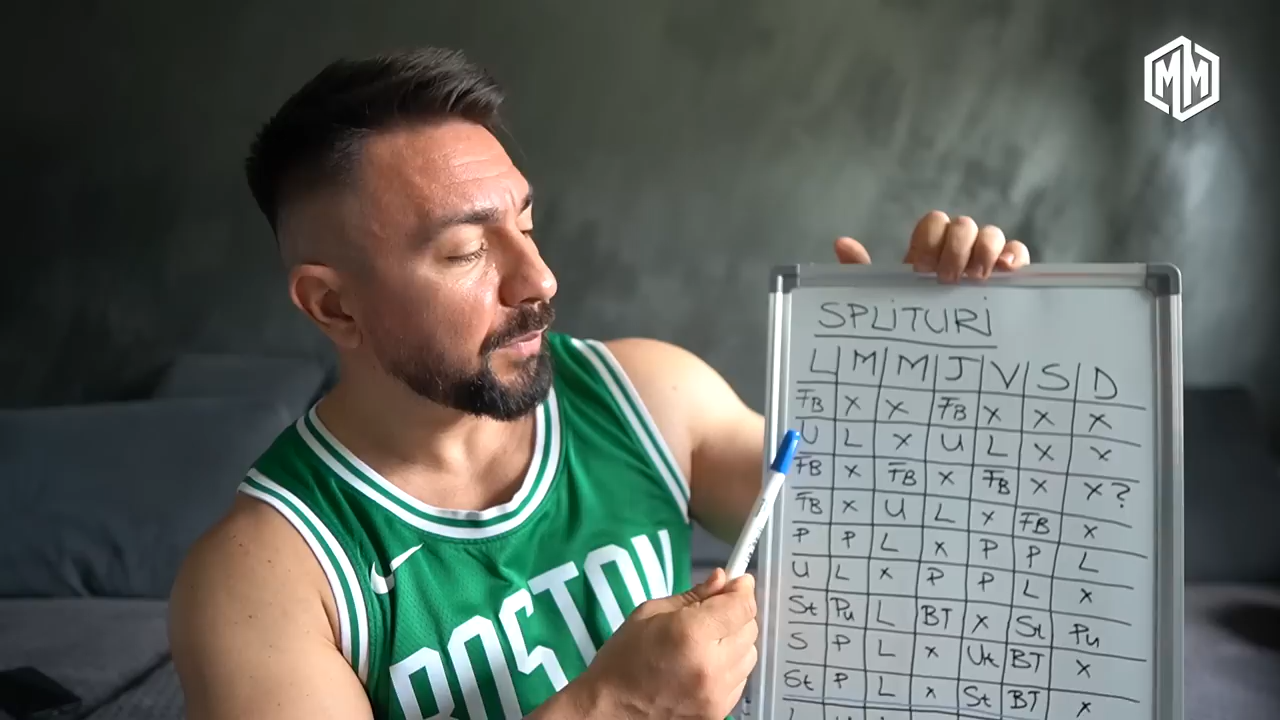 MM
SPLITURI
L M M J V S D
FB X X FB X X X
U L X U L X X
FB X FB X FB X X?
FB X U L X FB X
P P L X P P L
U L X P P L X
St Pu L BT X St Pu
S P L X UK BT X
St P L X St BT X
BOSTON